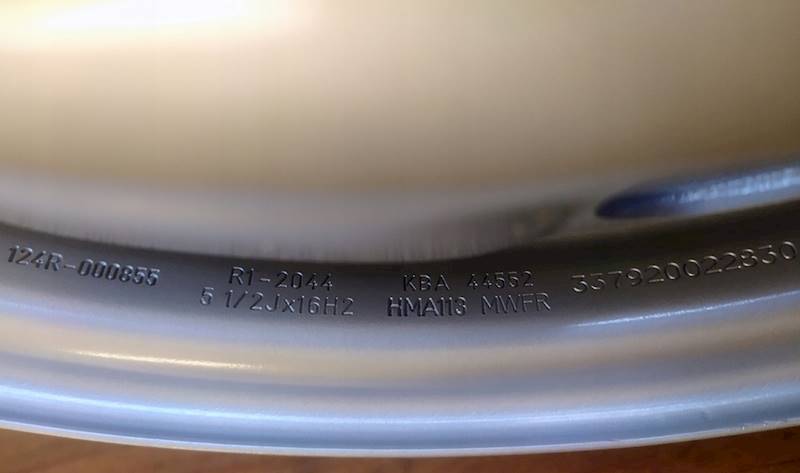 124R-000855
R1-2044
5 1/2Jx16H2
KBA 44552
HMA113 MWFR
337920022830